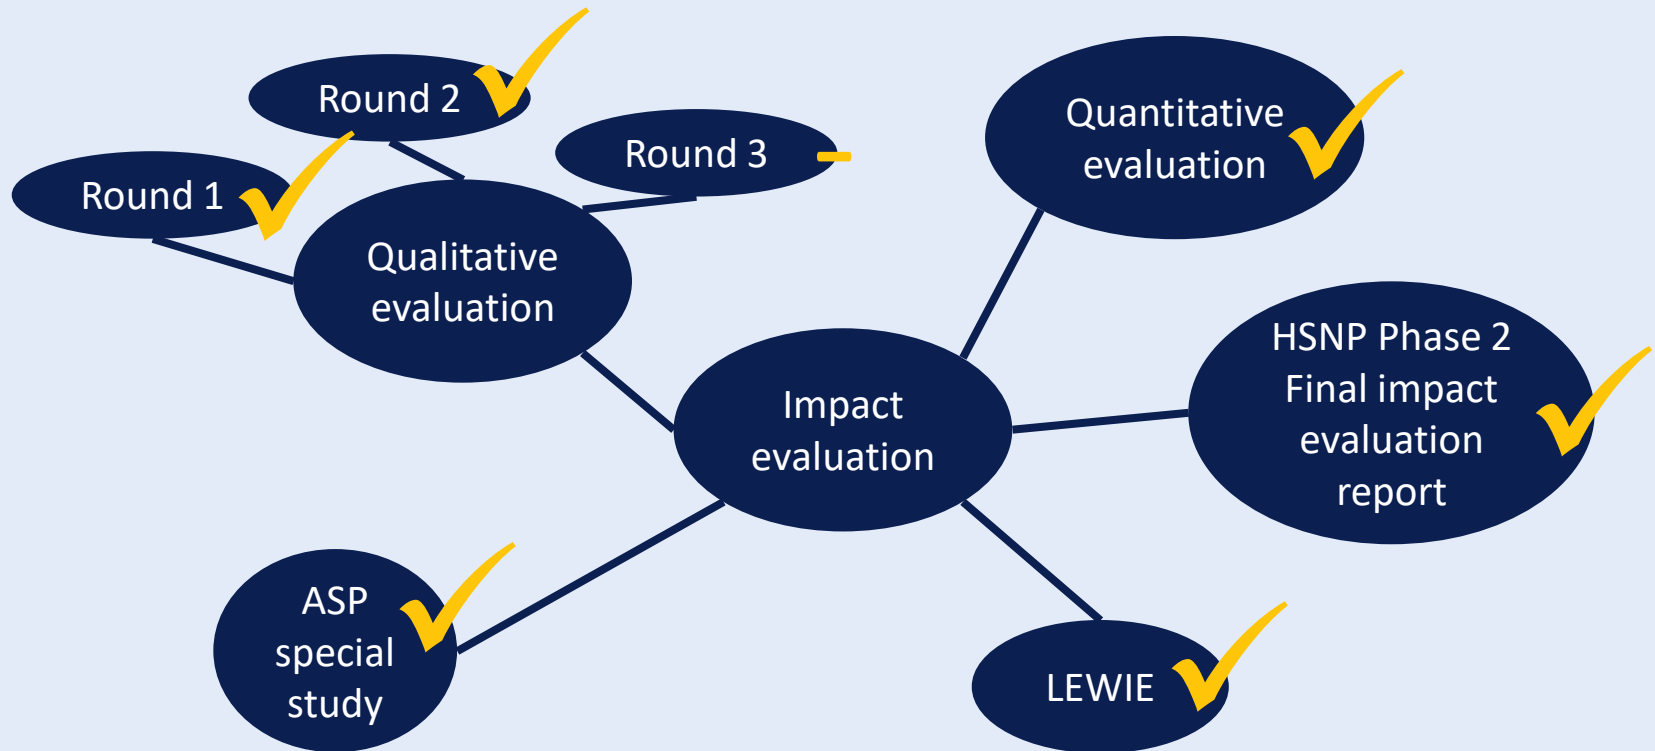 Round 2
Round 3
Round 1
Quantitative
evaluation
Qualitative
evaluation
HSNP Phase 2
Final impact
evaluation
report
Impact
evaluation
ASP
special
study
LEWIE